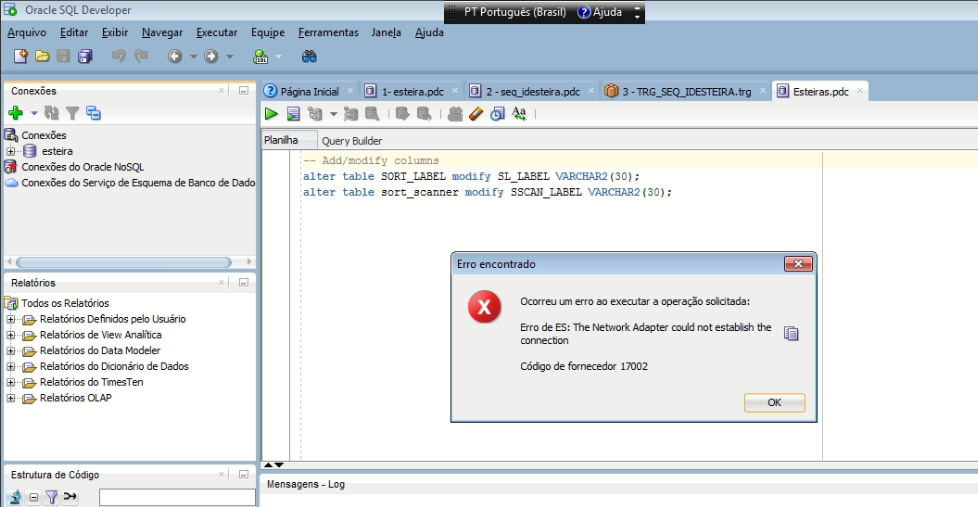 Oracle SQL Developer
PT Português (Brasil) ? Ajuda
Arquivo Editar Exibir Navegar Executar Equipe Ferramentas Janela Ajuda
Conexões
Página Inicial 1- esteira.pdc 2 - seq_idesteira.pdc 3 - TRG_SEQ_IDESTEIRA.trg Esteiras.pdc
Conexões
esteira
Conexões do Oracle NoSQL
Conexões do Serviço de Esquema de Banco de Dado
Planilha Query Builder
-- Add/modify columns
alter table SORT_LABEL modify SL_LABEL VARCHAR2(30);
alter table sort_scanner modify SSCAN_LABEL VARCHAR2(30);
Relatórios
Todos os Relatórios
Relatórios Definidos pelo Usuário
Relatórios de View Analítica
Relatórios do Data Modeler
Relatórios do Dicionário de Dados
Relatórios do TimesTen
Relatórios OLAP
Erro encontrado
Ocorreu um erro ao executar a operação solicitada:
Erro de ES: The Network Adapter could not establish the
connection
Código de fornecedor 17002
OK
Estrutura de Código
Mensagens - Log